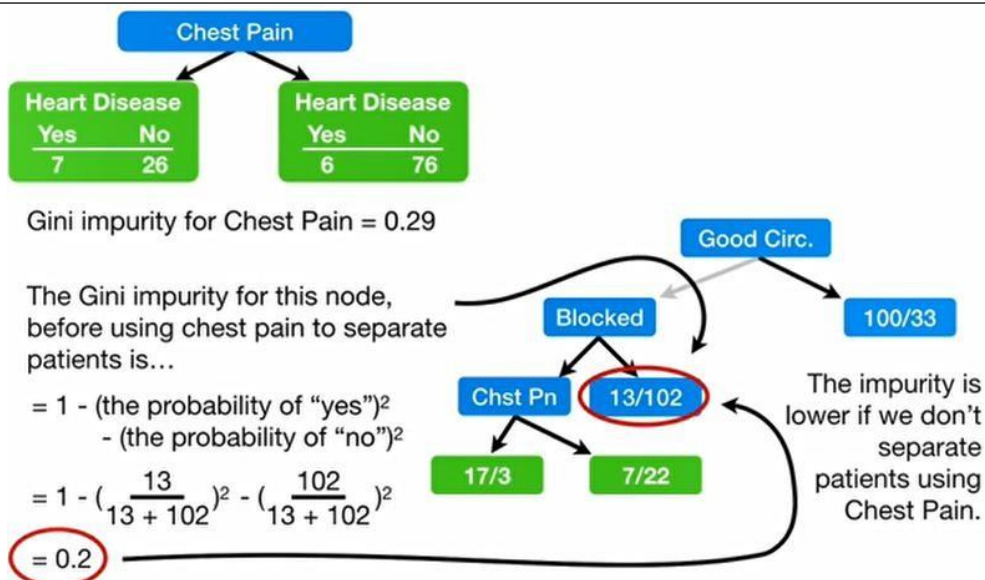 Chest Pain
Heart Disease
Yes No
7 26
Heart Disease
Yes No
6 76
Gini impurity for Chest Pain = 0.29
The Gini impurity for this node,
before using chest pain to separate
patients is…
= 1 - (the probability of “yes”)²
- (the probability of “no”)²
= 1 - (13 / 13 + 102)² - (102 / 13 + 102)²
= 0.2
Good Circ.
Blocked
100/33
Chst Pn
13/102
17/3
7/22
The impurity is
lower if we don’t
separate
patients using
Chest Pain.